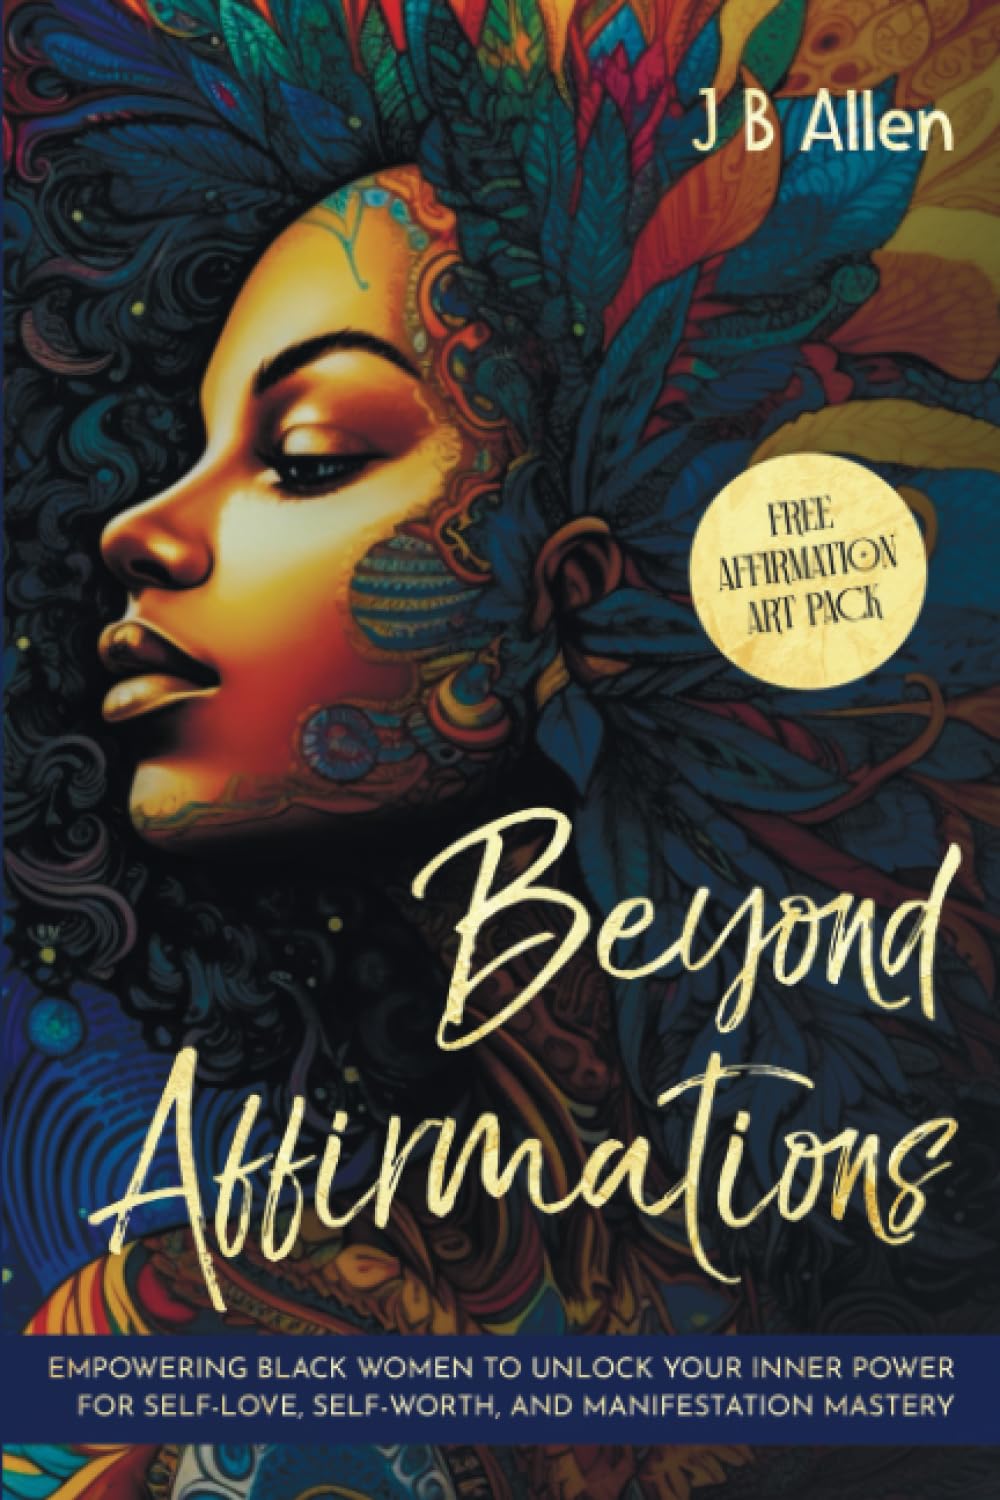 J B Allen
FREE
AFFIRMATION
ART PACK
Beyond
Affirmations
EMPOWERING BLACK WOMEN TO UNLOCK YOUR INNER POWER
FOR SELF-LOVE, SELF-WORTH, AND MANIFESTATION MASTERY